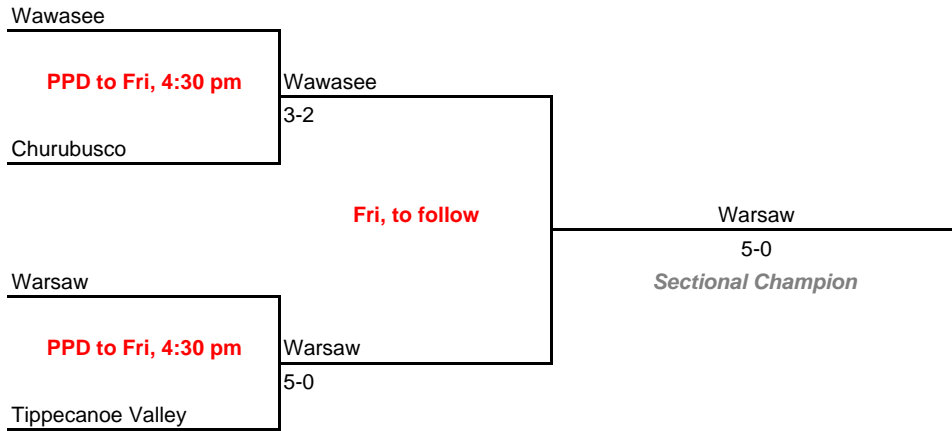 Wawasee
PPD to Fri, 4:30 pm
Wawasee
3-2
Churubusco
Fri, to follow
Warsaw
5-0
Sectional Champion
Warsaw
PPD to Fri, 4:30 pm
Warsaw
5-0
Tippecanoe Valley